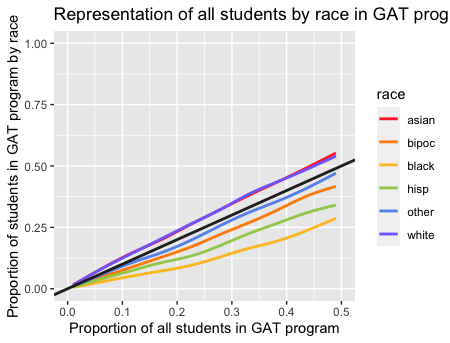 Representation of all students by race in GAT prog
Proportion of students in GAT program by race
1.00
0.75
0.50
0.25
0.00
0.0 0.1 0.2 0.3 0.4 0.5
Proportion of all students in GAT program
race
asian
bipoc
black
hisp
other
white